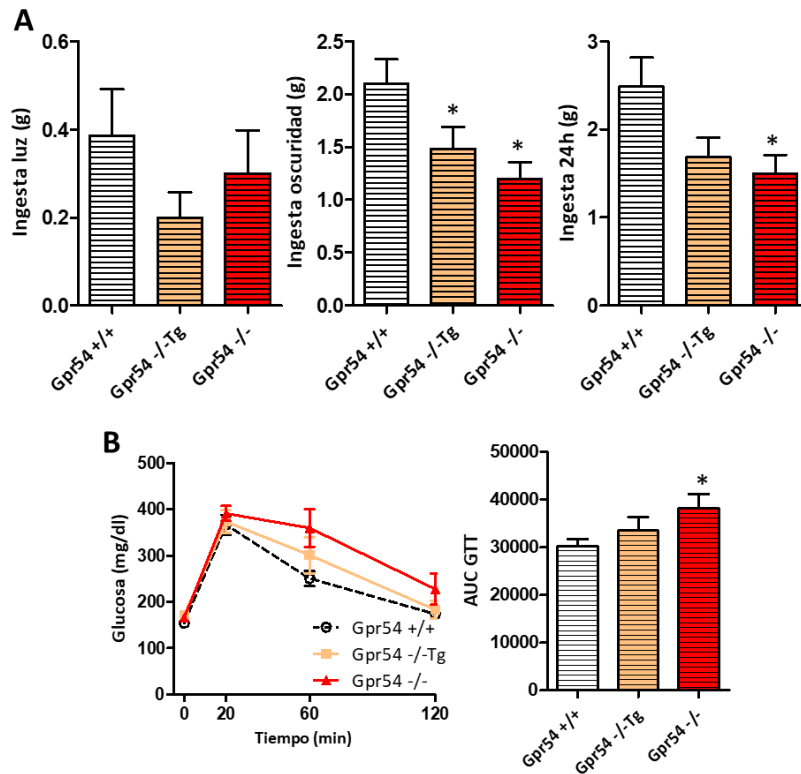 A
Ingesta luz (g)
0.6
0.4
0.2
0.0
Gpr54 +/+
Gpr54 -/-Tg
Gpr54 -/-
Ingesta oscuridad (g)
2.5
2.0
1.5
1.0
0.5
0.0
*
*
Gpr54 +/+
Gpr54 -/-Tg
Gpr54 -/-
Ingesta 24h (g)
3
2
1
0
*
Gpr54 +/+
Gpr54 -/-Tg
Gpr54 -/-
B
Glucosa (mg/dl)
500
400
300
200
100
0
0 20 60 120
Tiempo (min)
Gpr54 +/+
Gpr54 -/-Tg
Gpr54 -/-
AUC GTT
50000
40000
30000
20000
10000
0
*
Gpr54 +/+
Gpr54 -/-Tg
Gpr54 -/-